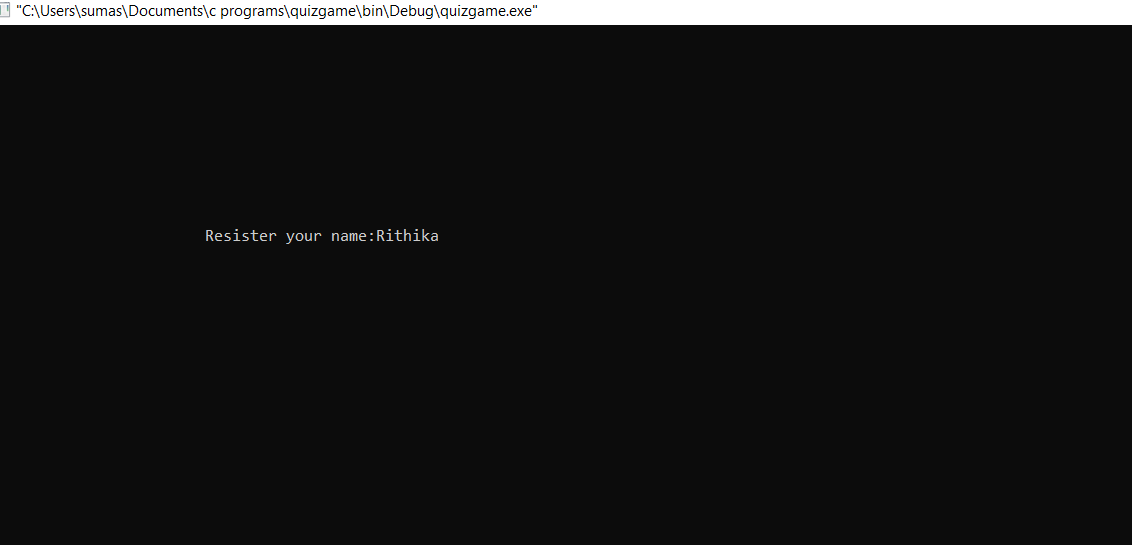 "C:\Users\sumas\Documents\c programs\quizgame\bin\Debug\quizgame.exe"
Resister your name:Rithika